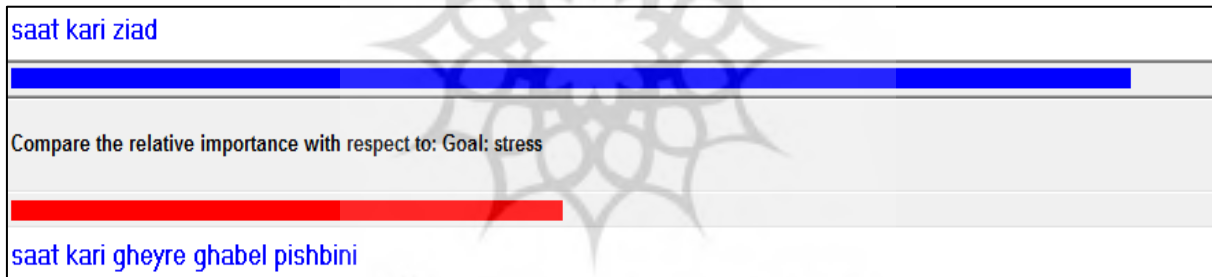 saat kari ziad
Compare the relative importance with respect to: Goal: stress
saat kari gheyre ghabel pishbini